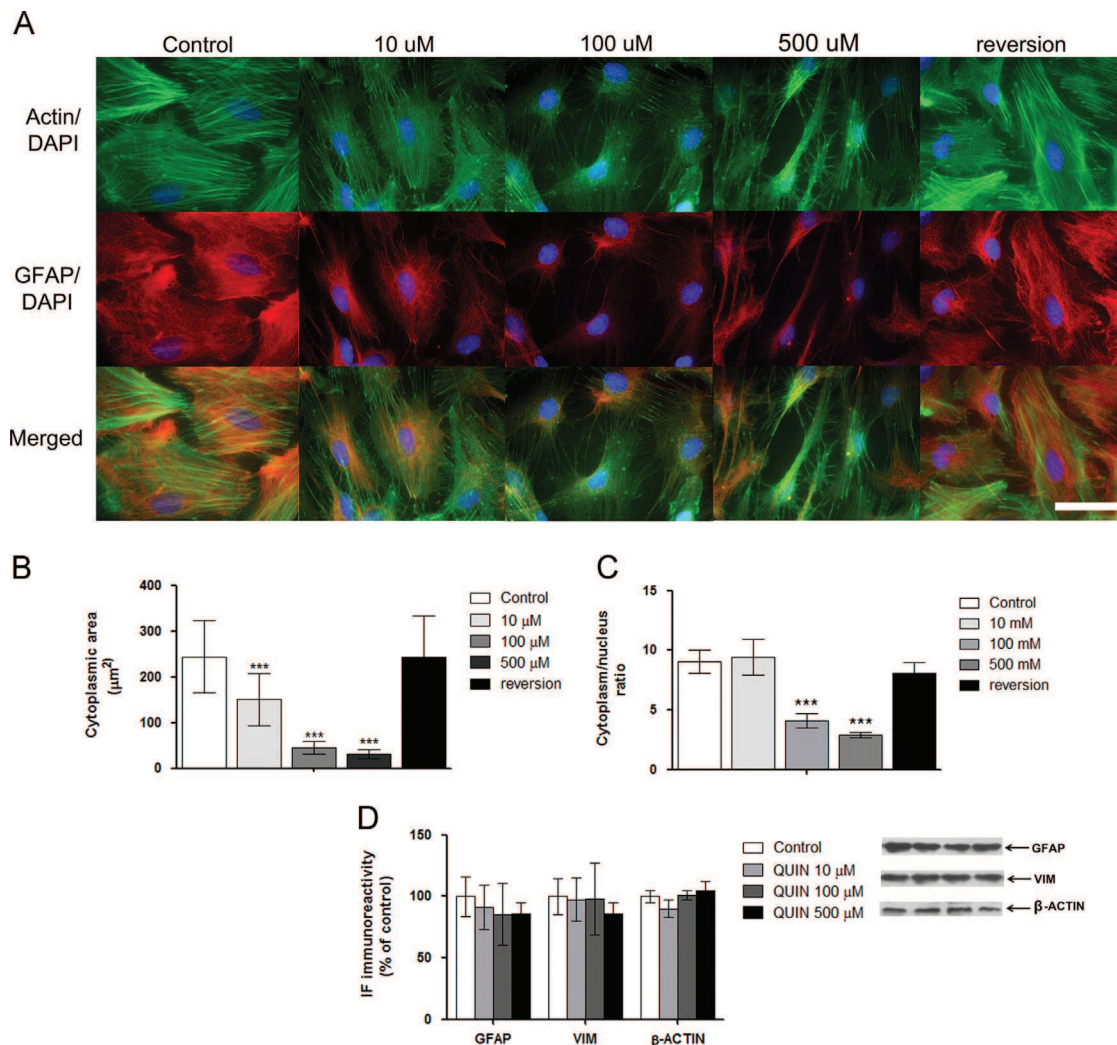 A
Control 10 uM 100 uM 500 uM reversion
Actin/
DAPI
GFAP/
DAPI
Merged
B
Cytoplasmic area
(µm²)
400
300
200
100
0
***
***
***
Control
10 µM
100 µM
500 µM
reversion
C
Cytoplasm/nucleus
ratio
15
10
5
0
***
***
Control
10 mM
100 mM
500 mM
reversion
D
IF immunoreactivity
(% of control)
150
100
50
0
GFAP VIM β-ACTIN
Control
QUIN 10 µM
QUIN 100 µM
QUIN 500 µM
GFAP
VIM
β-ACTIN